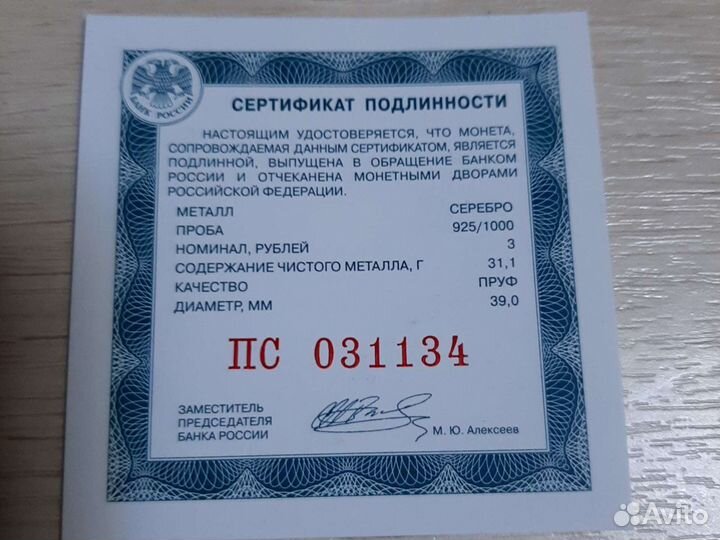 БАНК РОССИИ
СЕРТИФИКАТ ПОДЛИННОСТИ
НАСТОЯЩИМ УДОСТОВЕРЯЕТСЯ, ЧТО МОНЕТА,
СОПРОВОЖДАЕМАЯ ДАННЫМ СЕРТИФИКАТОМ, ЯВЛЯЕТСЯ
ПОДЛИННОЙ, ВЫПУЩЕНА В ОБРАЩЕНИЕ БАНКОМ
РОССИИ И ОТЧЕКАНЕНА МОНЕТНЫМИ ДВОРАМИ
РОССИЙСКОЙ ФЕДЕРАЦИИ.
МЕТАЛЛ СЕРЕБРО
ПРОБА 925/1000
НОМИНАЛ, РУБЛЕЙ 3
СОДЕРЖАНИЕ ЧИСТОГО МЕТАЛЛА, Г 31,1
КАЧЕСТВО ПРУФ
ДИАМЕТР, ММ 39,0
ПС 031134
ЗАМЕСТИТЕЛЬ
ПРЕДСЕДАТЕЛЯ
БАНКА РОССИИ М. Ю. Алексеев
Avito